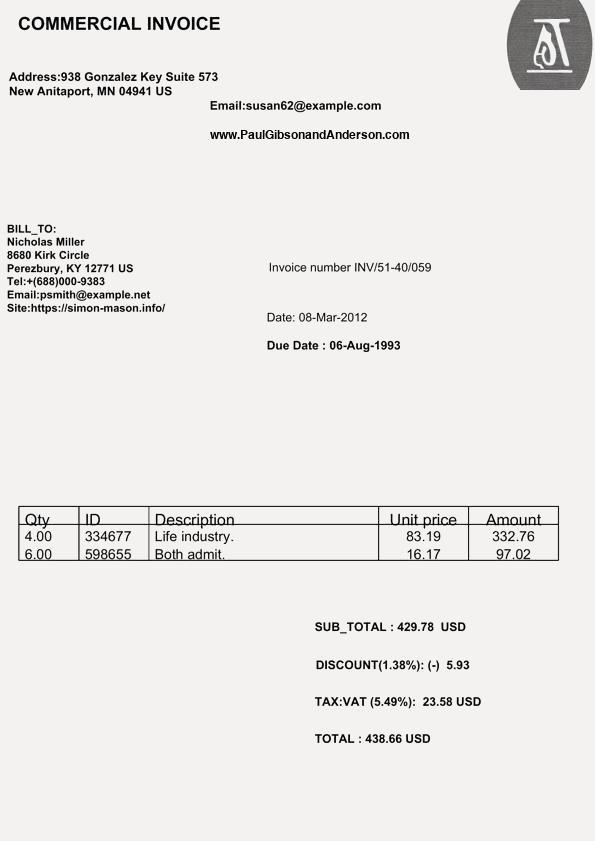 COMMERCIAL INVOICE
Address:938 Gonzalez Key Suite 573
New Anitaport, MN 04941 US
Email:susan62@example.com
www.PaulGibsonandAnderson.com
BILL_TO:
Nicholas Miller
8680 Kirk Circle
Perezbury, KY 12771 US
Tel:+(688)000-9383
Email:psmith@example.net
Site:https://simon-mason.info/
Invoice number INV/51-40/059
Date: 08-Mar-2012
Due Date : 06-Aug-1993
Qty ID Description Unit price Amount
4.00 334677 Life industry. 83.19 332.76
6.00 598655 Both admit. 16.17 97.02
SUB_TOTAL : 429.78 USD
DISCOUNT(1.38%): (-) 5.93
TAX:VAT (5.49%): 23.58 USD
TOTAL : 438.66 USD